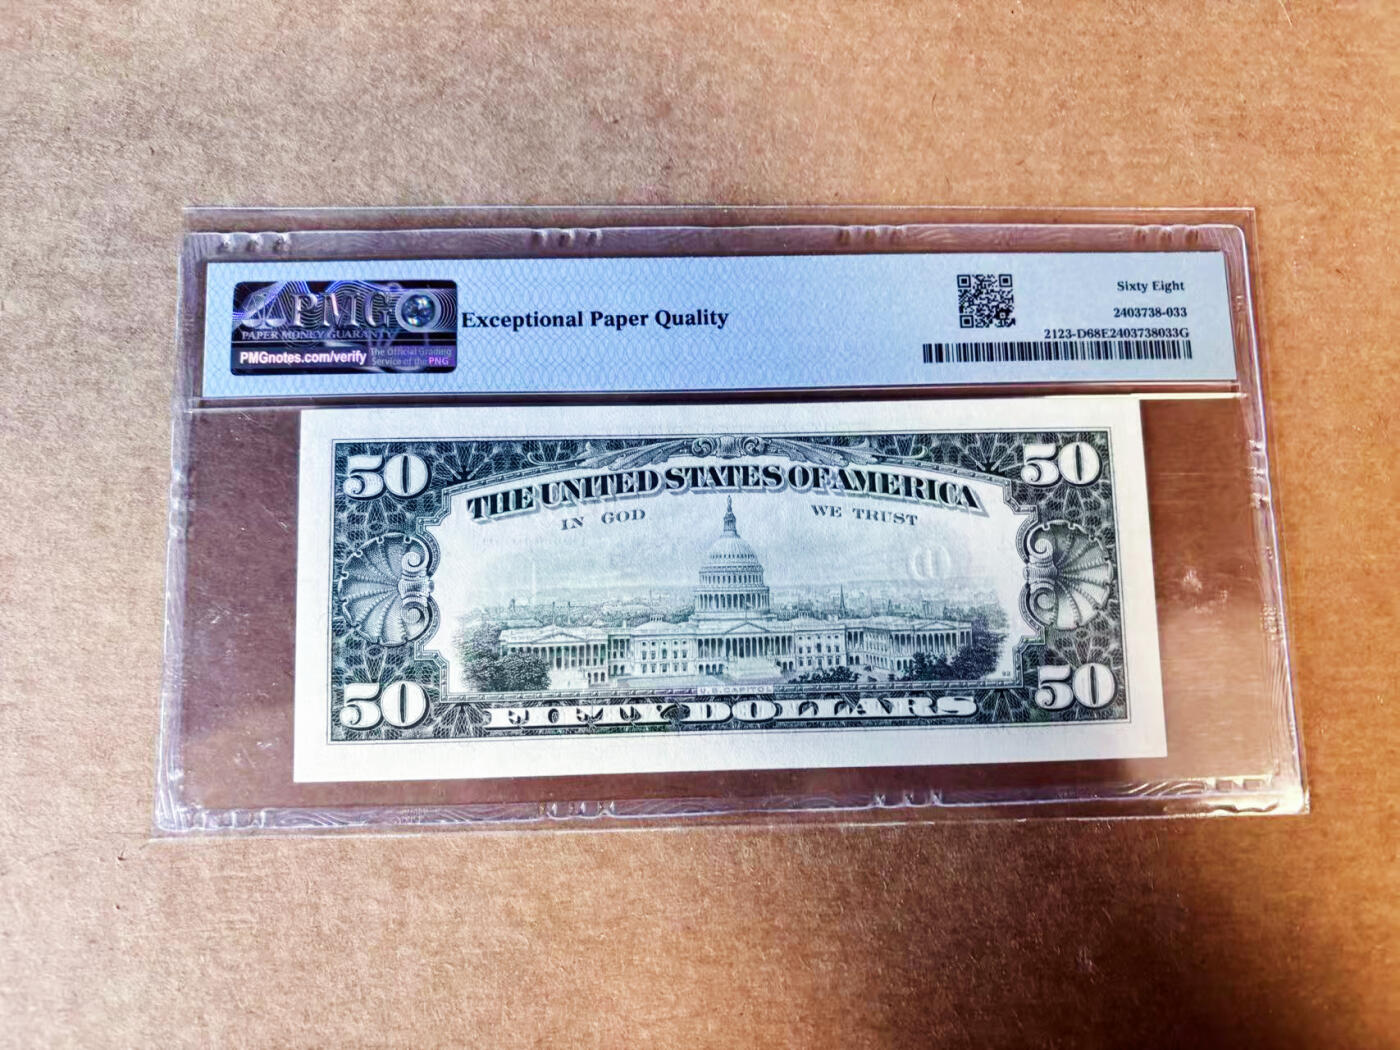 PMG
PAPER MONEY GUARANTY
PMGnotes.com/verify
The Official Grading
Service of the PNG
Exceptional Paper Quality
Sixty Eight
2403738-033
2123-D68E2403738033G
50
50
THE UNITED STATES OF AMERICA
IN GOD WE TRUST
U.S. CAPITOL
50
50
FIFTY DOLLARS